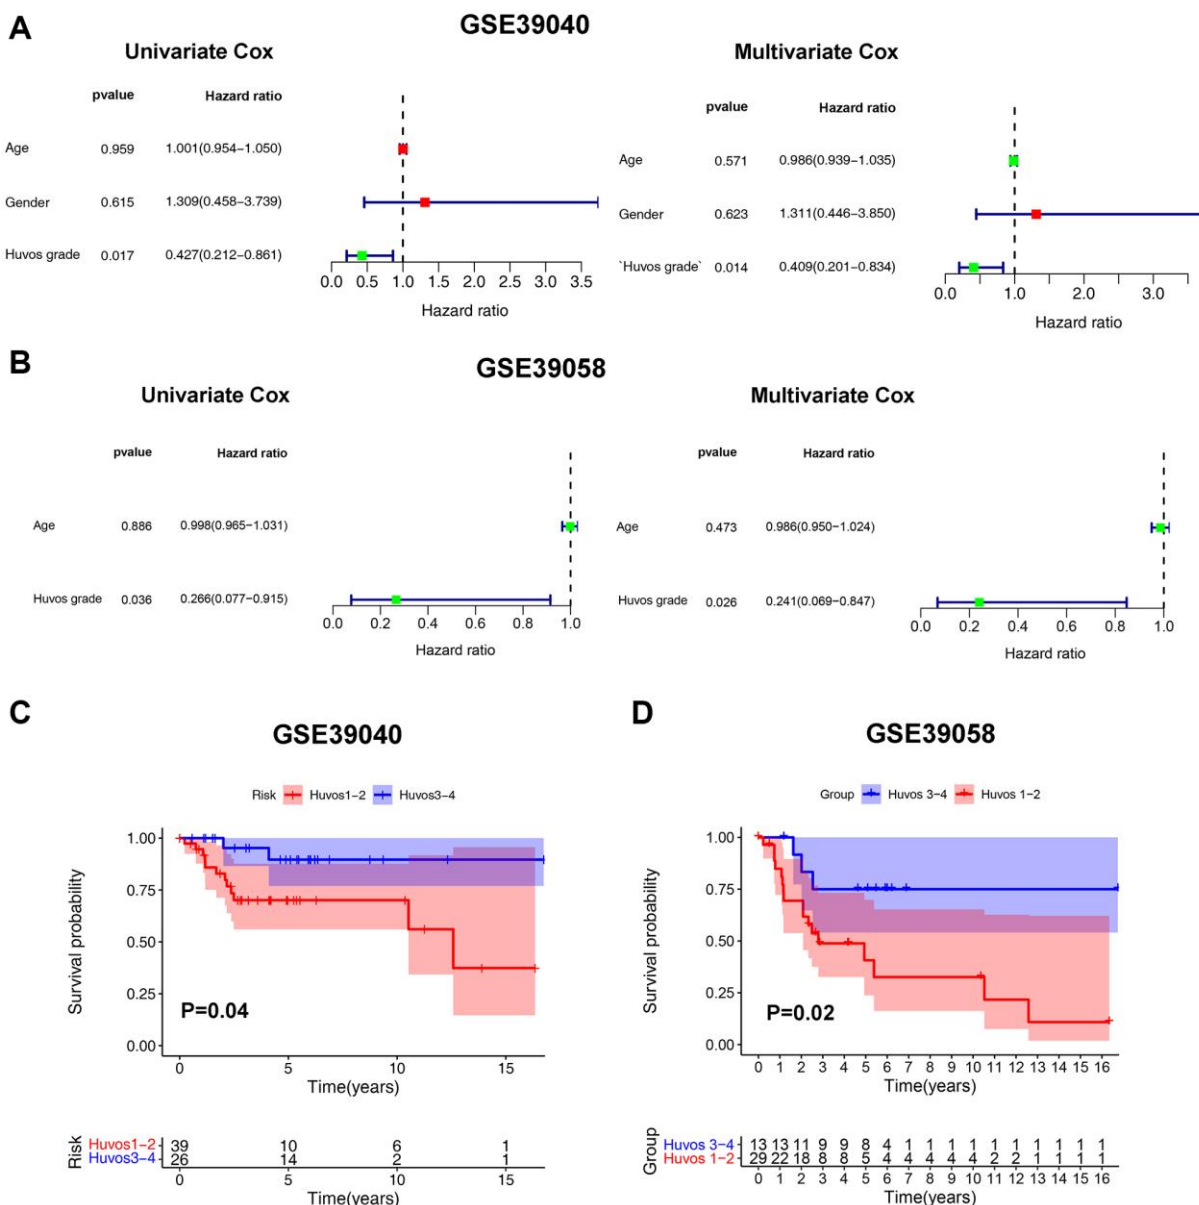 A
GSE39040
Univariate Cox
pvalue Hazard ratio
Age 0.959 1.001(0.954−1.050)
Gender 0.615 1.309(0.458−3.739)
Huvos grade 0.017 0.427(0.212−0.861)
0.0 0.5 1.0 1.5 2.0 2.5 3.0 3.5
Hazard ratio
Multivariate Cox
pvalue Hazard ratio
Age 0.571 0.986(0.939−1.035)
Gender 0.623 1.311(0.446−3.850)
`Huvos grade` 0.014 0.409(0.201−0.834)
0.0 1.0 2.0 3.0
Hazard ratio
B
GSE39058
Univariate Cox
pvalue Hazard ratio
Age 0.886 0.998(0.965−1.031)
Huvos grade 0.036 0.266(0.077−0.915)
0.0 0.2 0.4 0.6 0.8 1.0
Hazard ratio
Multivariate Cox
pvalue Hazard ratio
Age 0.473 0.986(0.950−1.024)
Huvos grade 0.026 0.241(0.069−0.847)
0.0 0.2 0.4 0.6 0.8 1.0
Hazard ratio
C
GSE39040
Risk Huvos1−2 Huvos3−4
Survival probability
1.00
0.75
0.50
0.25
0.00
P=0.04
0 5 10 15
Time(years)
Risk
Huvos1−2 39 10 6 1
Huvos3−4 26 14 2 1
0 5 10 15
Time(years)
D
GSE39058
Group Huvos 3−4 Huvos 1−2
Survival probability
1.00
0.75
0.50
0.25
0.00
P=0.02
0 1 2 3 4 5 6 7 8 9 10 11 12 13 14 15 16
Time(years)
Group
Huvos 3−4 13 13 11 9 9 8 4 1 1 1 1 1 1 1 1 1 1
Huvos 1−2 29 22 18 8 8 5 4 4 4 4 4 2 2 1 1 1 1
0 1 2 3 4 5 6 7 8 9 10 11 12 13 14 15 16
Time(years)